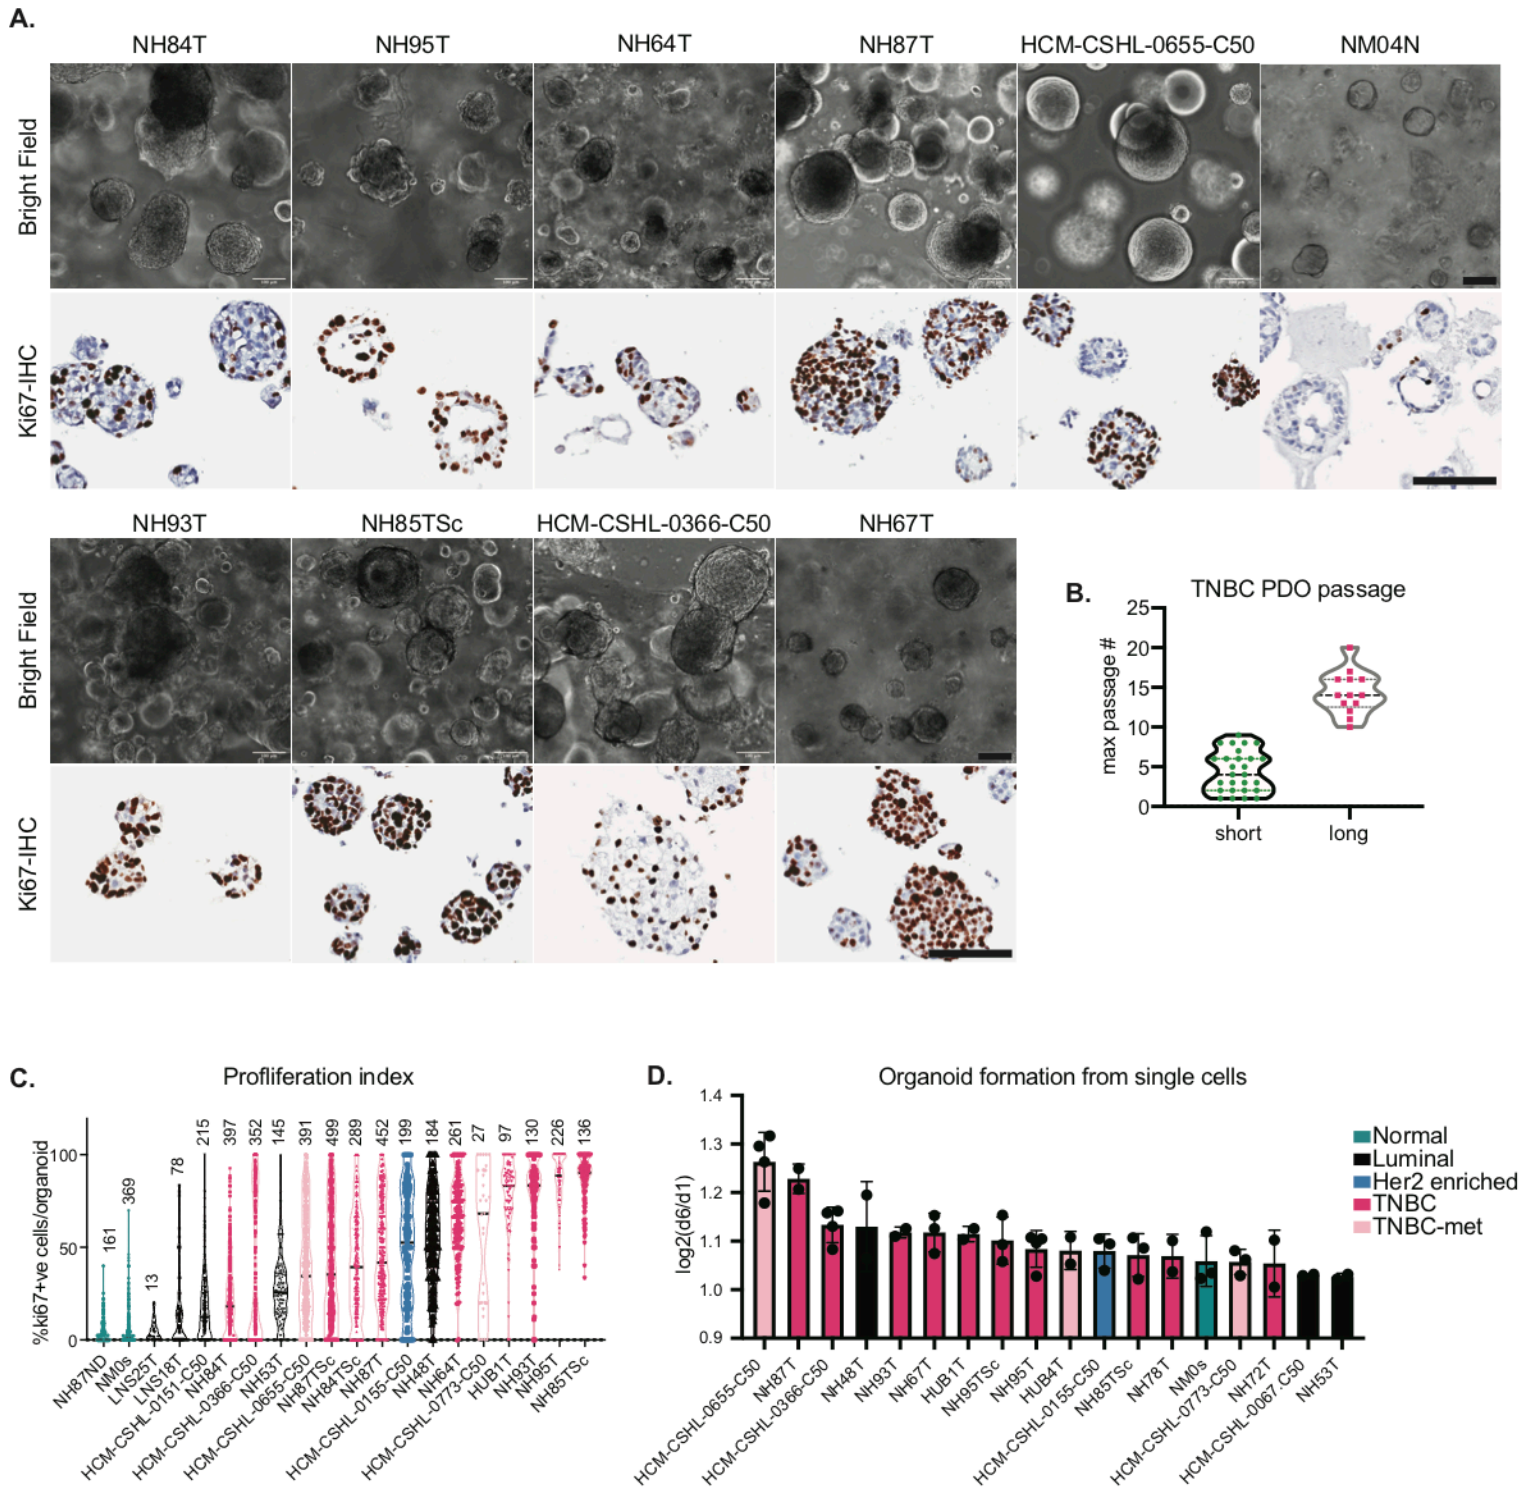 A.
NH84T NH95T NH64T NH87T HCM-CSHL-0655-C50 NM04N
Bright Field
Ki67-IHC
NH93T NH85TSc HCM-CSHL-0366-C50 NH67T
Bright Field
Ki67-IHC
B.
TNBC PDO passage
max passage #
25
20
15
10
5
0
short long
C.
Profliferation index
%ki67+ve cells/organoid
100
50
0
161 369 13 78 215 397 352 145 391 499 289 452 199 184 261 27 97 130 226 136
NH87ND
NM0s
LNS25T
LNS18T
HCM-CSHL-0151-C50
NH84T
HCM-CSHL-0366-C50
NH53T
HCM-CSHL-0655-C50
NH87TSc
NH84TSc
NH87T
HCM-CSHL-0155-C50
NH48T
NH64T
HCM-CSHL-0773-C50
HUB1T
NH93T
NH95T
NH85TSc
D.
Organoid formation from single cells
log2(d6/d1)
1.4
1.3
1.2
1.1
1.0
0.9
HCM-CSHL-0655-C50
NH87T
HCM-CSHL-0366-C50
NH48T
NH93T
NH67T
HUB1T
NH95TSc
NH95T
HUB4T
HCM-CSHL-0155-C50
NH85TSc
NH78T
NM0s
HCM-CSHL-0773-C50
NH72T
HCM-CSHL-0067.C50
NH53T
Normal
Luminal
Her2 enriched
TNBC
TNBC-met